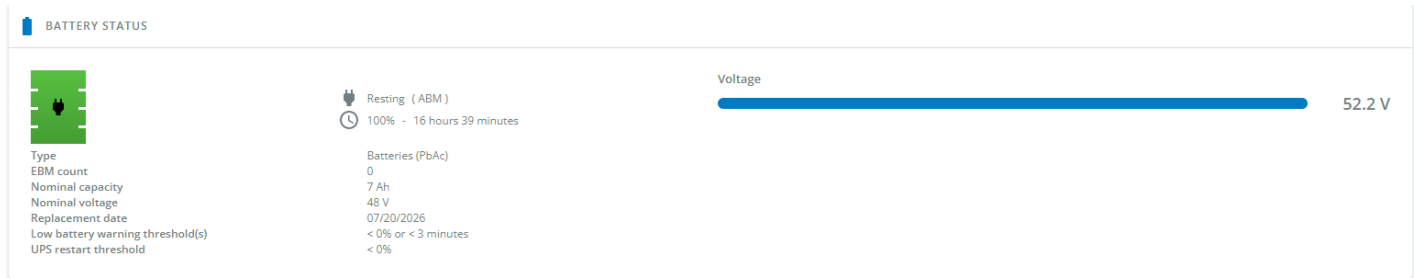 BATTERY STATUS
Voltage
Resting ( ABM )
52.2 V
100% - 16 hours 39 minutes
Type Batteries (PbAc)
EBM count 0
Nominal capacity 7 Ah
Nominal voltage 48 V
Replacement date 07/20/2026
Low battery warning threshold(s) < 0% or < 3 minutes
UPS restart threshold < 0%